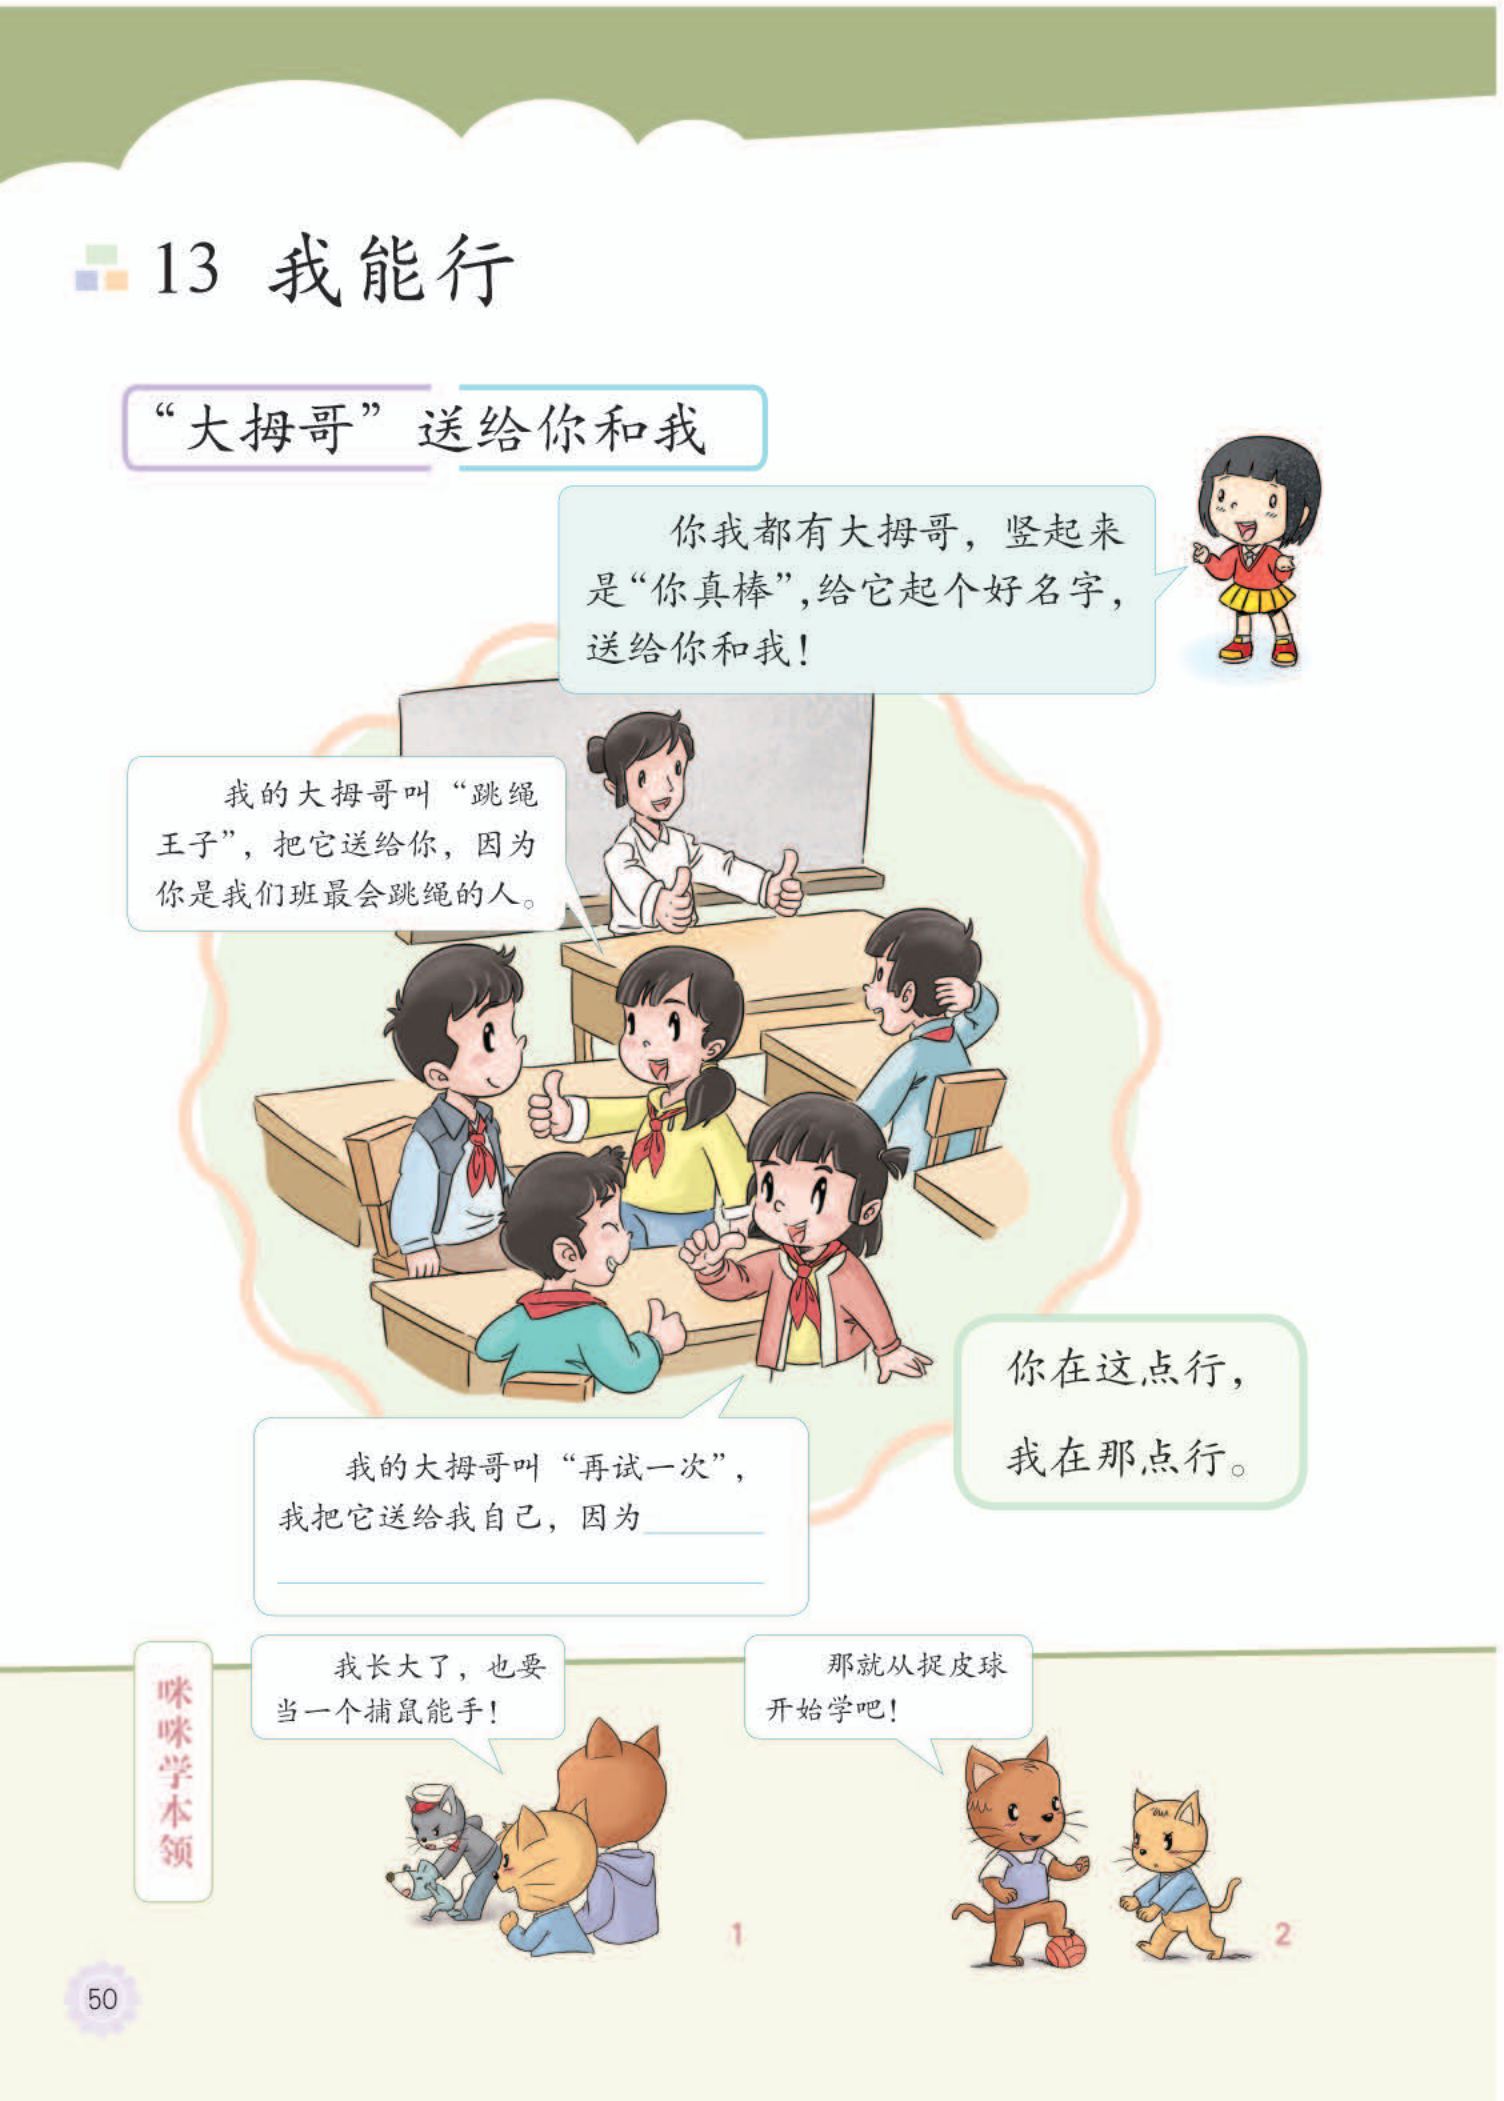 13 我能行
“大拇哥”送给你和我
你我都有大拇哥，竖起来
是“你真棒”，给它起个好名字，
送给你和我！
我的大拇哥叫“跳绳
王子”，把它送给你，因为
你是我们班最会跳绳的人。
你在这点行，
我在那点行。
我的大拇哥叫“再试一次”，
我把它送给我自己，因为
咪咪学本领
我长大了，也要
当一个捕鼠能手！
1
那就从捉皮球
开始学吧！
2
50